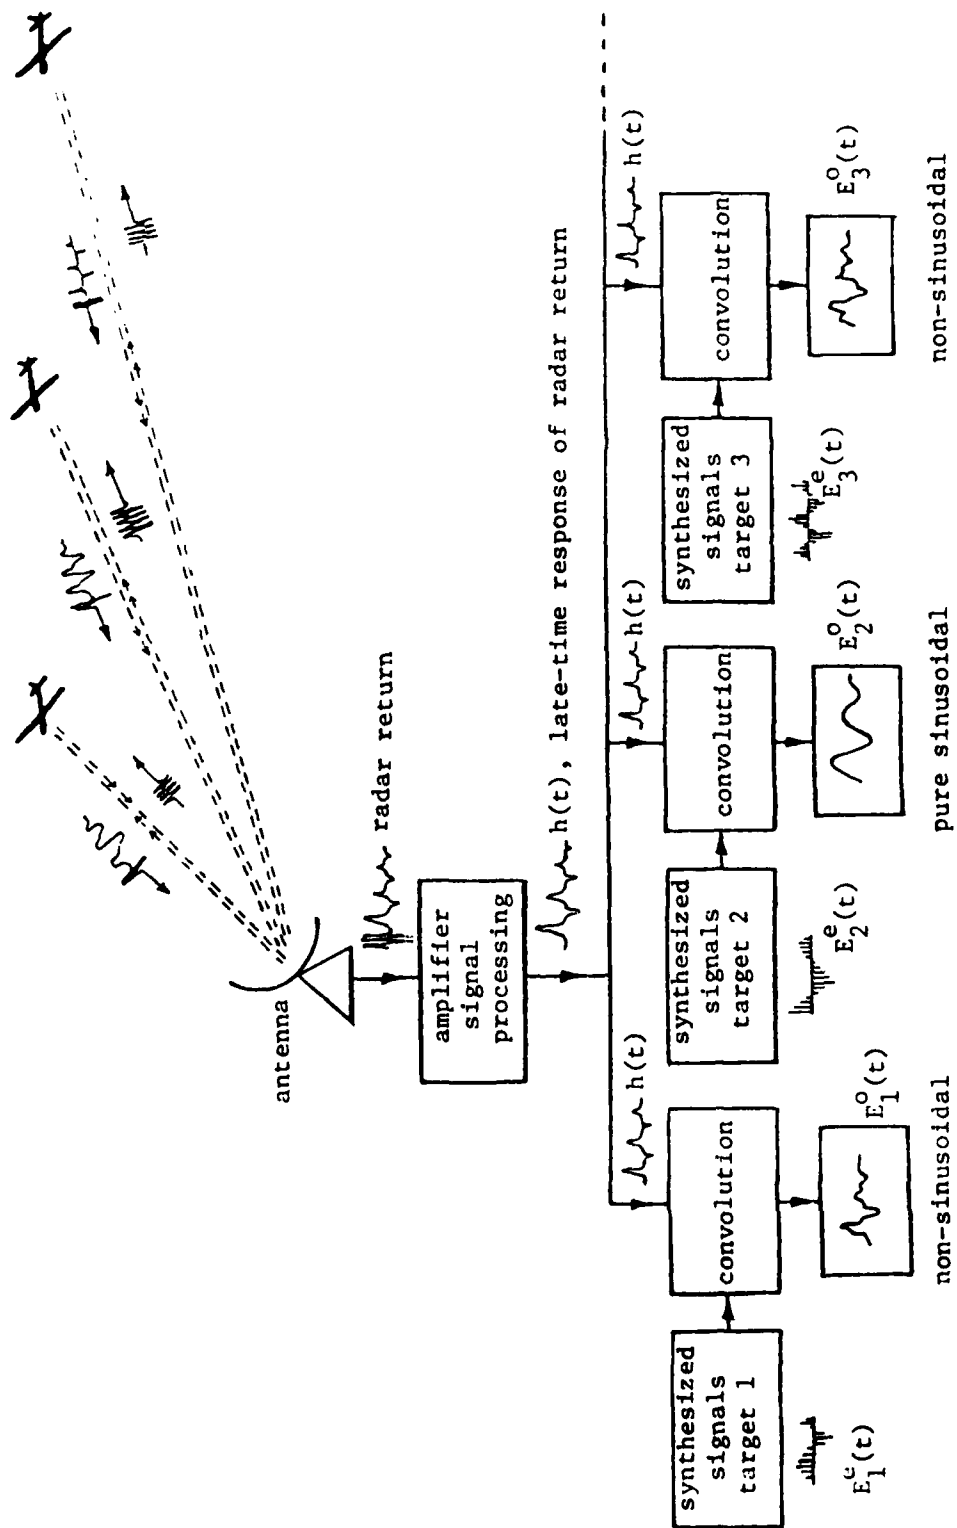 antenna
radar return
amplifier
signal
processing
h(t), late-time response of radar return
h(t)
h(t)
h(t)
synthesized
signals
target 1
convolution
synthesized
signals
target 2
convolution
synthesized
signals
target 3
convolution
E₁ᵉ(t)
E₁ᴼ(t)
E₂ᵉ(t)
E₂ᴼ(t)
E₃ᵉ(t)
E₃ᴼ(t)
non-sinusoidal
pure sinusoidal
non-sinusoidal